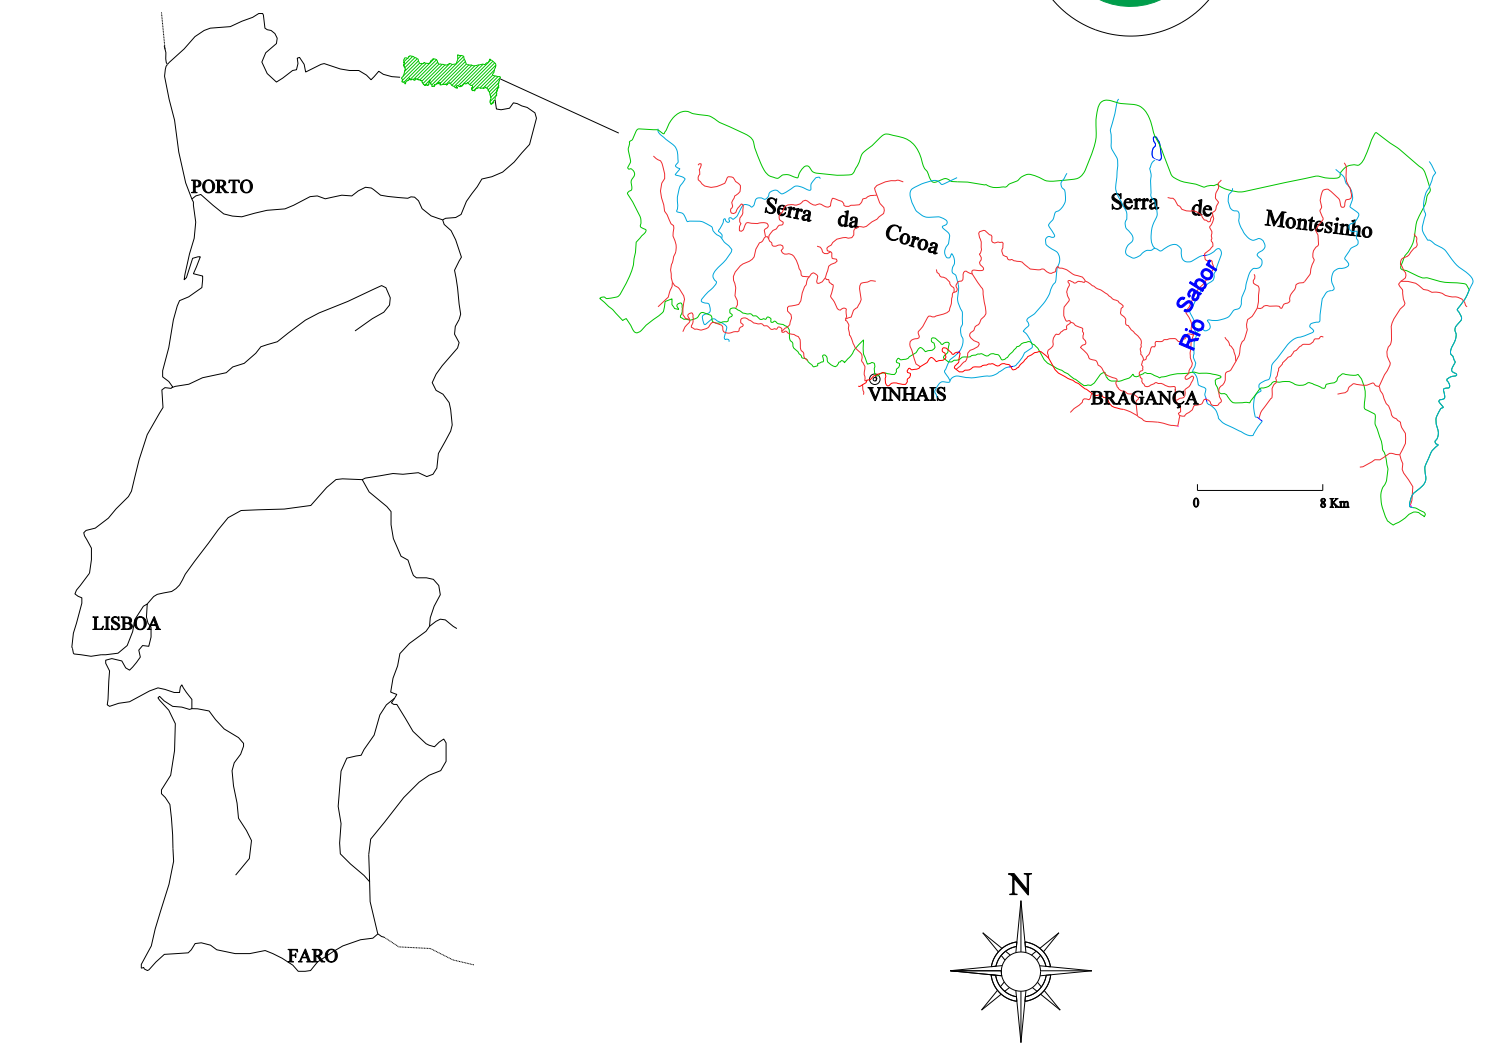 PORTO
Serra da Coroa
Serra de Montesinho
Rio Sabor
VINHAIS
BRAGANÇA
0 8 Km
LISBOA
N
FARO